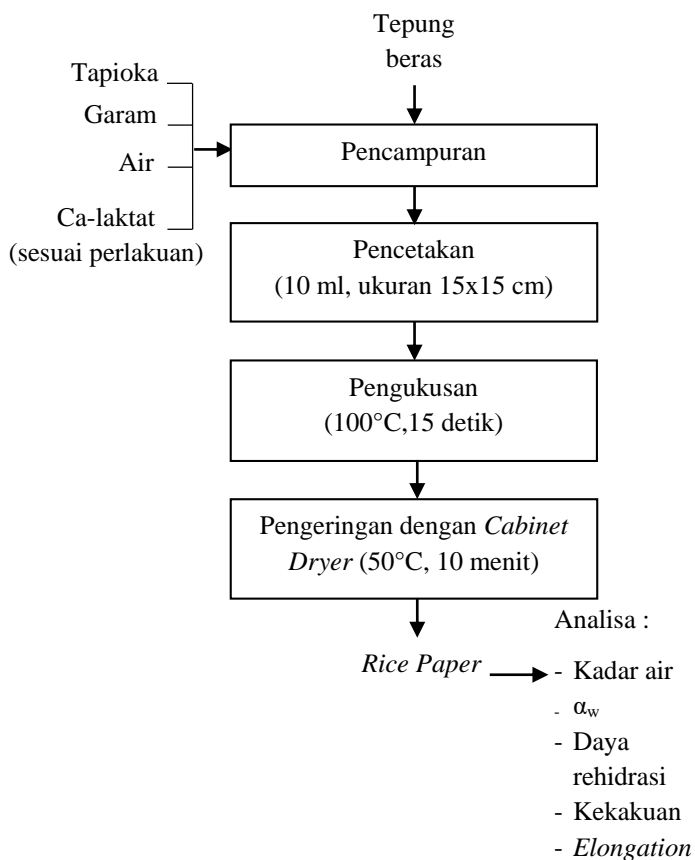 Tepung
beras
Tapioka
Garam
Air
Ca-laktat
(sesuai perlakuan)
Pencampuran
Pencetakan
(10 ml, ukuran 15x15 cm)
Pengukusan
(100°C,15 detik)
Pengeringan dengan Cabinet
Dryer (50°C, 10 menit)
Rice Paper
Analisa :
- Kadar air
- αw
- Daya
rehidrasi
- Kekakuan
- Elongation